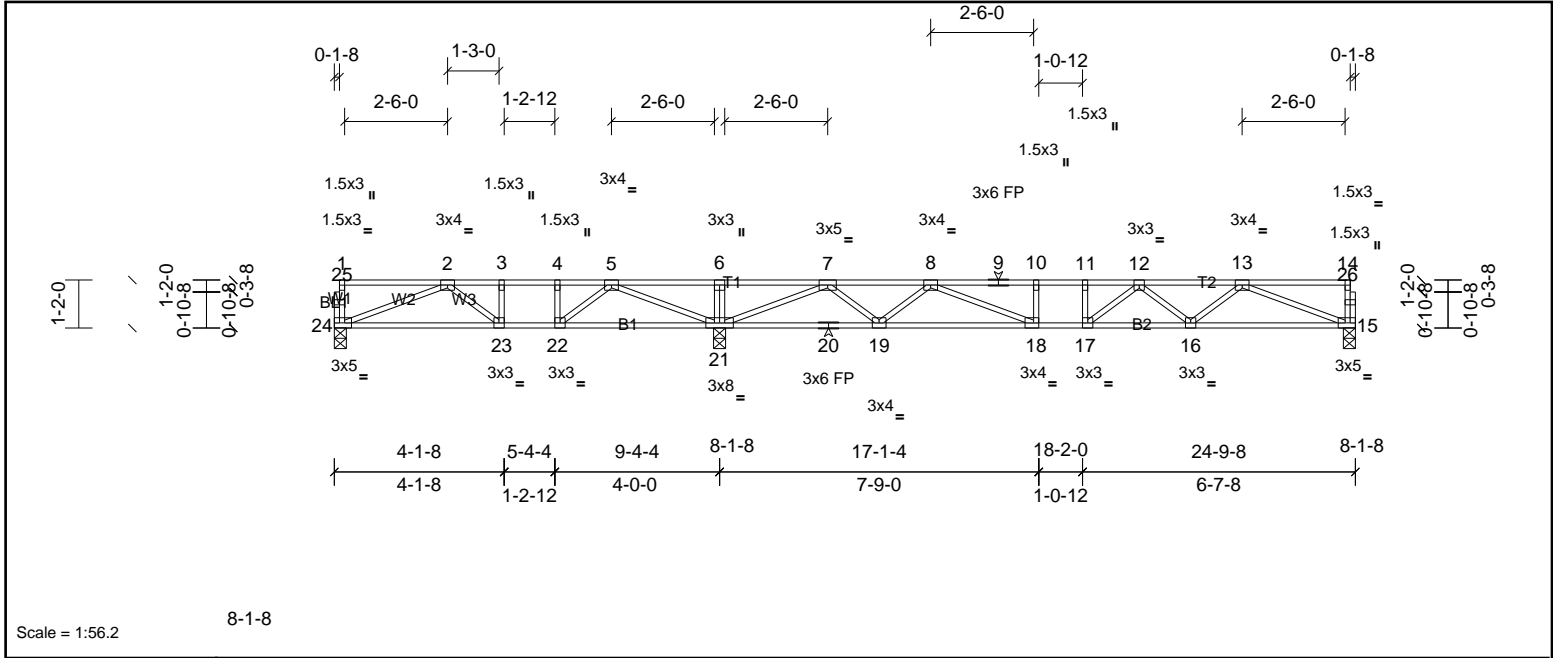 2-6-0
0-1-8 1-3-0 1-0-12 0-1-8
2-6-0 1-2-12 2-6-0 2-6-0 1.5x3 2-6-0
1.5x3
1.5x3 1.5x3 3x4 3x6 FP 1.5x3
1.5x3 3x4 1.5x3 3x3 3x5 3x4 3x3 3x4 1.5x3
1 2 3 4 5 6 7 8 9 10 11 12 13 14
25 T1 T2 26
1-2-0 1-2-0 0-10-8 0-10-8 0-3-8 W1 W2 W3 1-2-0 0-10-8 0-10-8 0-3-8
24 B1 B2 15
23 22 21 20 19 18 17 16
3x5 3x3 3x3 3x8 3x6 FP 3x4 3x3 3x3 3x5
3x4
4-1-8 5-4-4 9-4-4 8-1-8 17-1-4 18-2-0 24-9-8 8-1-8
4-1-8 1-2-12 4-0-0 7-9-0 1-0-12 6-7-8
8-1-8
Scale = 1:56.2